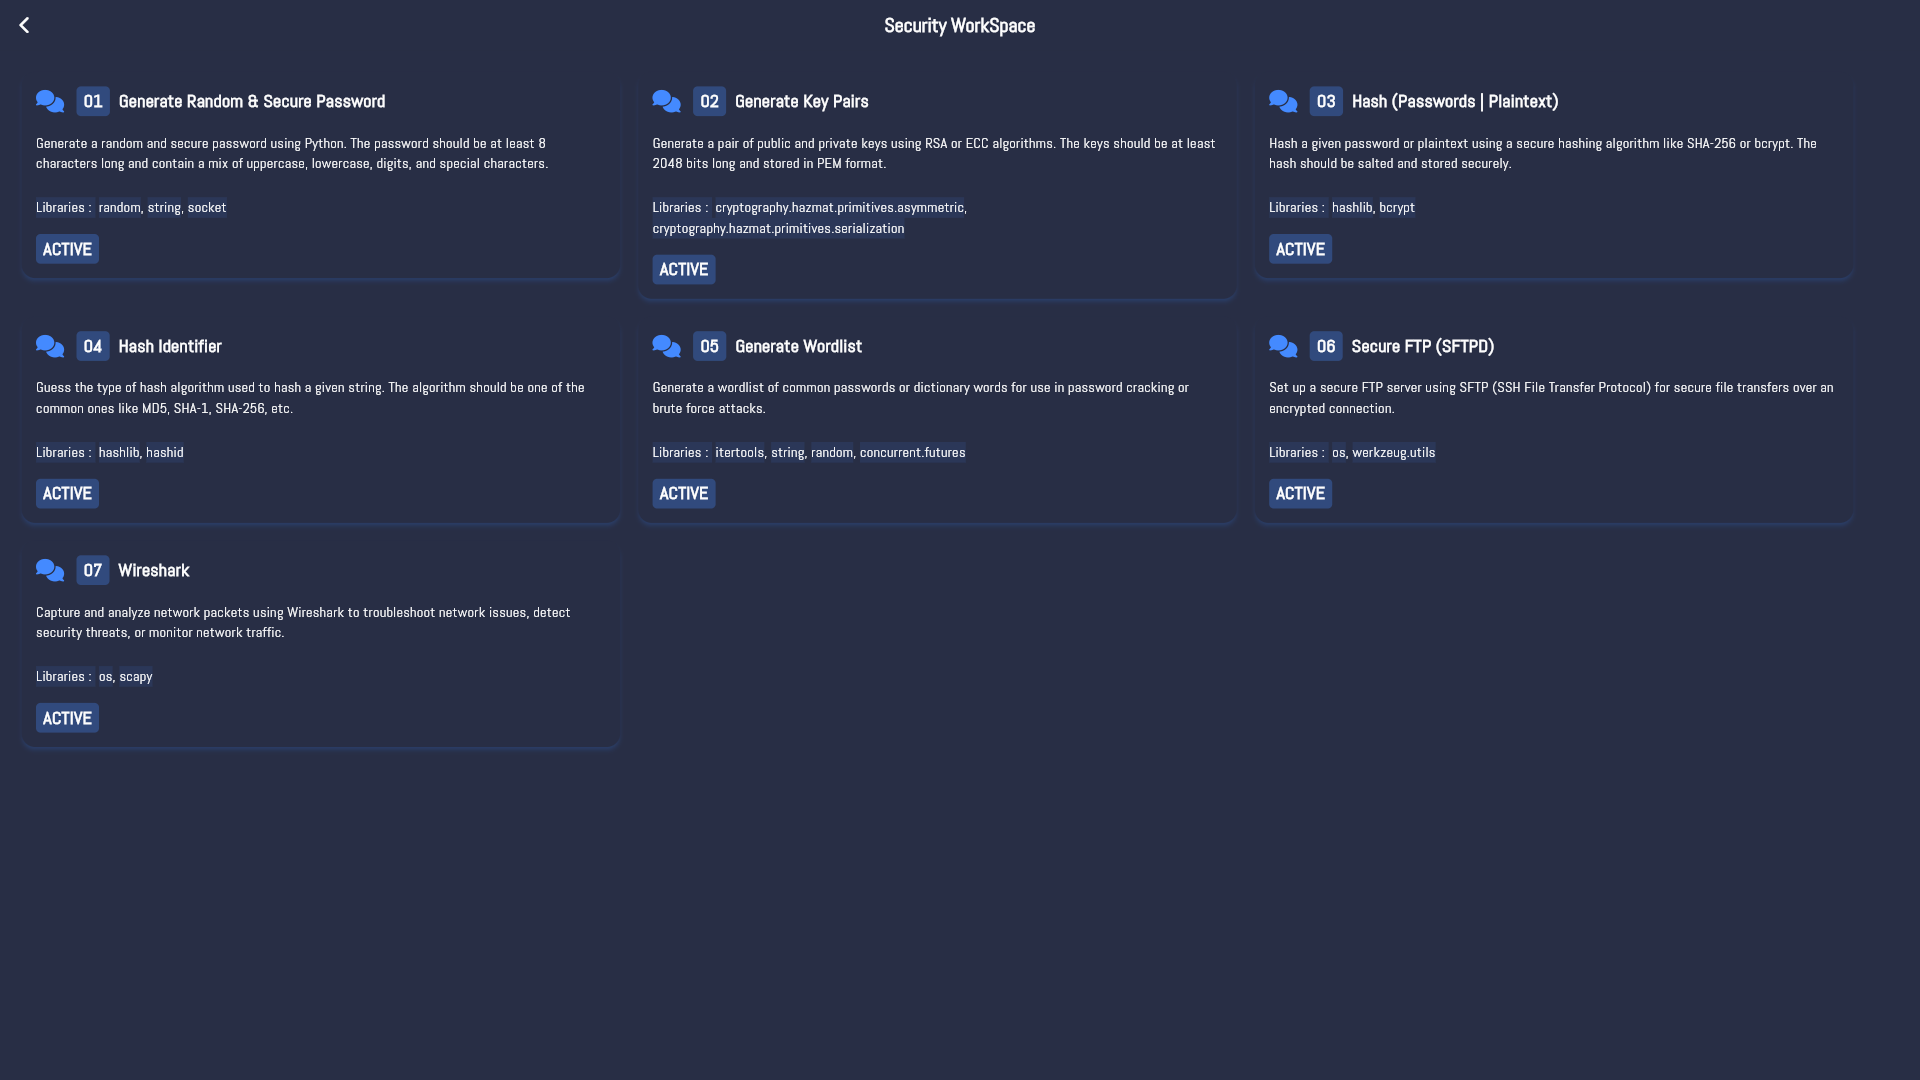 Security WorkSpace
01 Generate Random & Secure Password
Generate a random and secure password using Python. The password should be at least 8
characters long and contain a mix of uppercase, lowercase, digits, and special characters.
Libraries : random, string, socket
ACTIVE
02 Generate Key Pairs
Generate a pair of public and private keys using RSA or ECC algorithms. The keys should be at least
2048 bits long and stored in PEM format.
Libraries : cryptography.hazmat.primitives.asymmetric,
cryptography.hazmat.primitives.serialization
ACTIVE
03 Hash (Passwords | Plaintext)
Hash a given password or plaintext using a secure hashing algorithm like SHA-256 or bcrypt. The
hash should be salted and stored securely.
Libraries : hashlib, bcrypt
ACTIVE
04 Hash Identifier
Guess the type of hash algorithm used to hash a given string. The algorithm should be one of the
common ones like MD5, SHA-1, SHA-256, etc.
Libraries : hashlib, hashid
ACTIVE
05 Generate Wordlist
Generate a wordlist of common passwords or dictionary words for use in password cracking or
brute force attacks.
Libraries : itertools, string, random, concurrent.futures
ACTIVE
06 Secure FTP (SFTPD)
Set up a secure FTP server using SFTP (SSH File Transfer Protocol) for secure file transfers over an
encrypted connection.
Libraries : os, werkzeug.utils
ACTIVE
07 Wireshark
Capture and analyze network packets using Wireshark to troubleshoot network issues, detect
security threats, or monitor network traffic.
Libraries : os, scapy
ACTIVE